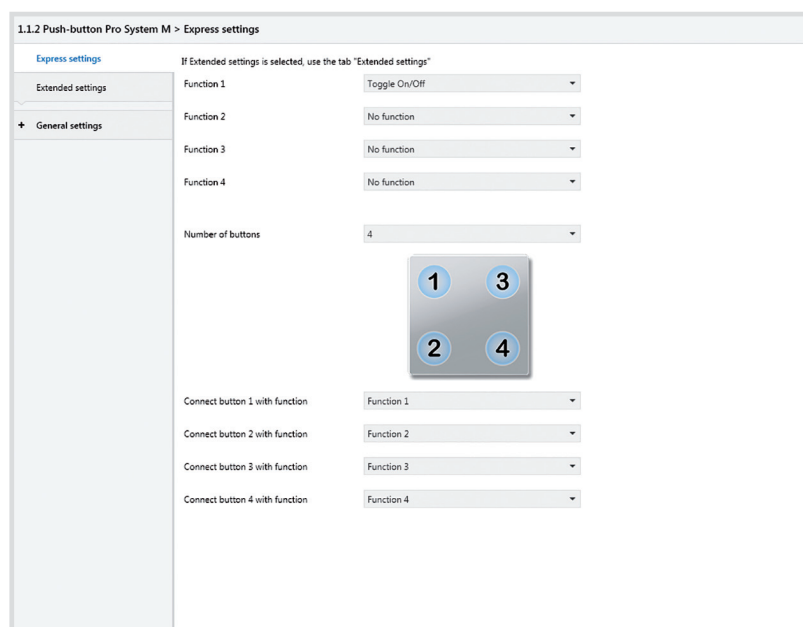 1.1.2 Push-button Pro System M > Express settings
Express settings
Extended settings
+ General settings
If Extended settings is selected, use the tab "Extended settings"
Function 1 Toggle On/Off
Function 2 No function
Function 3 No function
Function 4 No function
Number of buttons 4
1 3
2 4
Connect button 1 with function Function 1
Connect button 2 with function Function 2
Connect button 3 with function Function 3
Connect button 4 with function Function 4